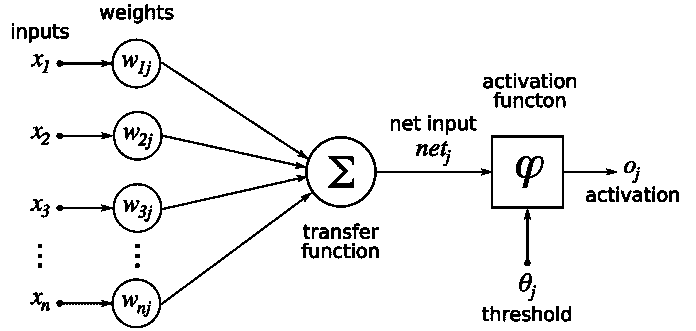 weights
inputs
x1
w1j
x2
w2j
x3
w3j
⋮
⋮
xn
wnj
Σ
transfer
function
net input
netj
activation
functon
φ
oj
activation
θj
threshold